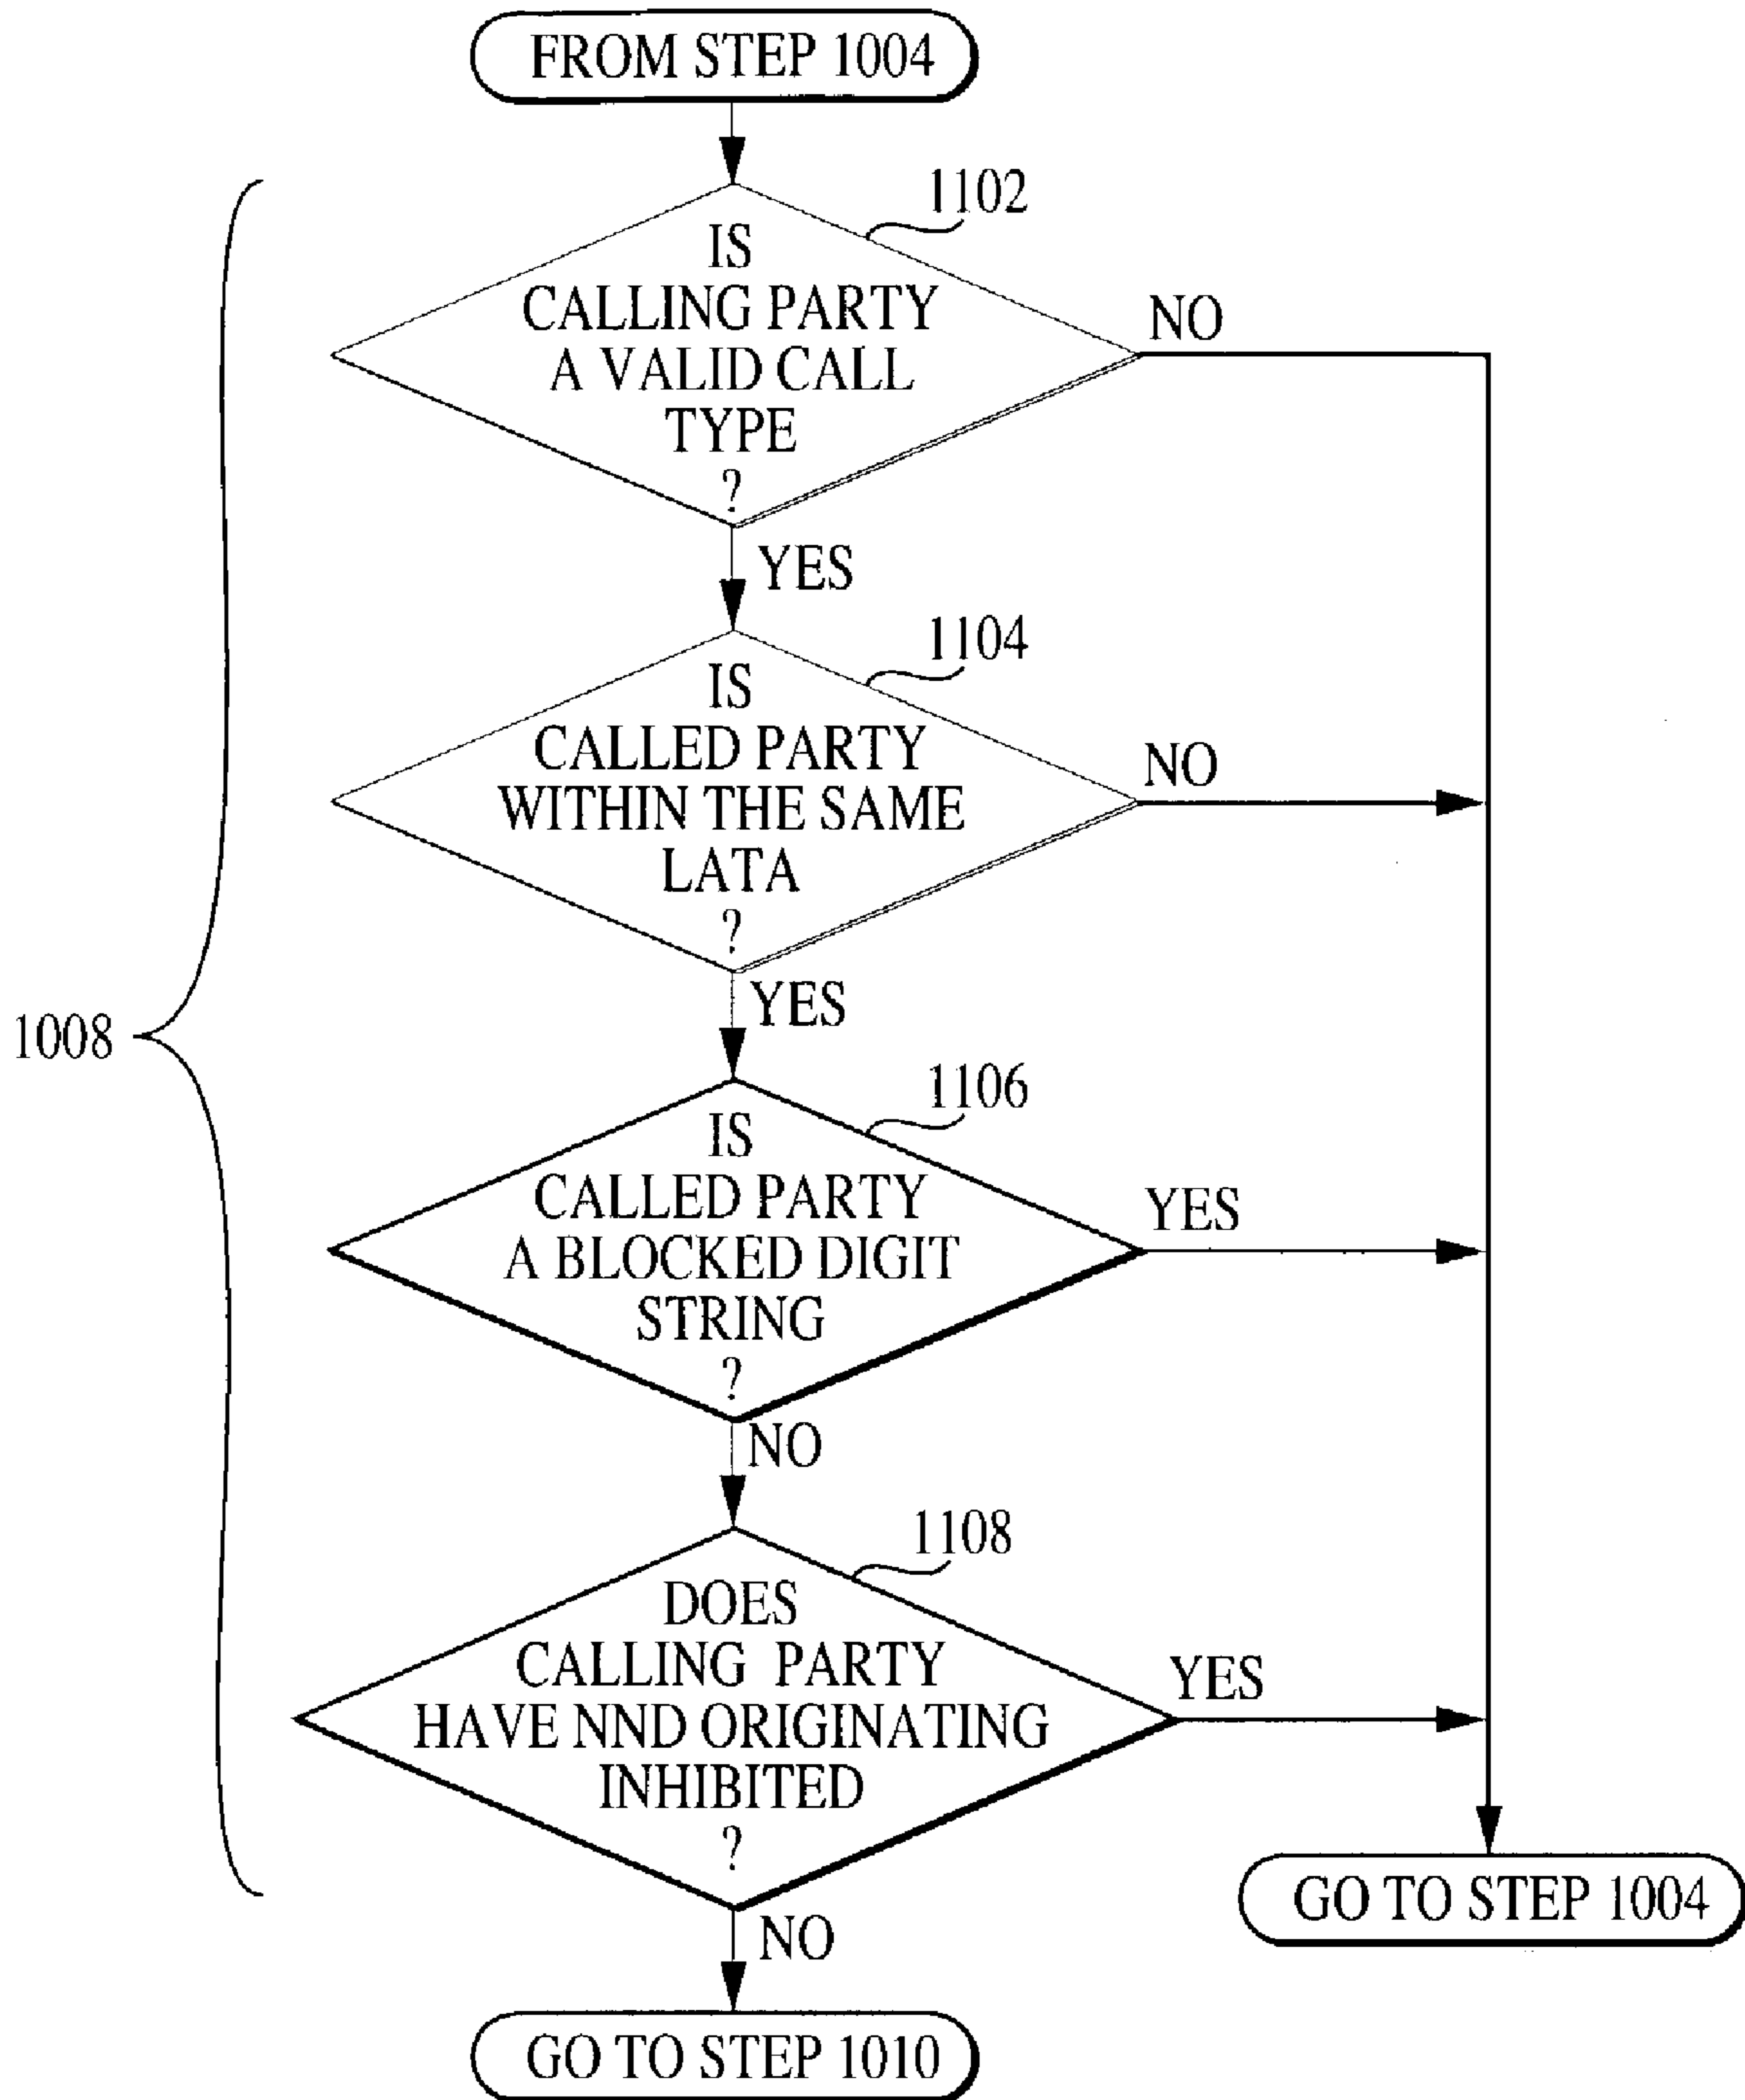 FROM STEP 1004
1102
IS
CALLING PARTY
A VALID CALL
TYPE
?
NO
YES
1104
IS
CALLED PARTY
WITHIN THE SAME
LATA
?
NO
YES
1008
1106
IS
CALLED PARTY
A BLOCKED DIGIT
STRING
?
YES
NO
1108
DOES
CALLING PARTY
HAVE NND ORIGINATING
INHIBITED
?
YES
NO
GO TO STEP 1004
GO TO STEP 1010